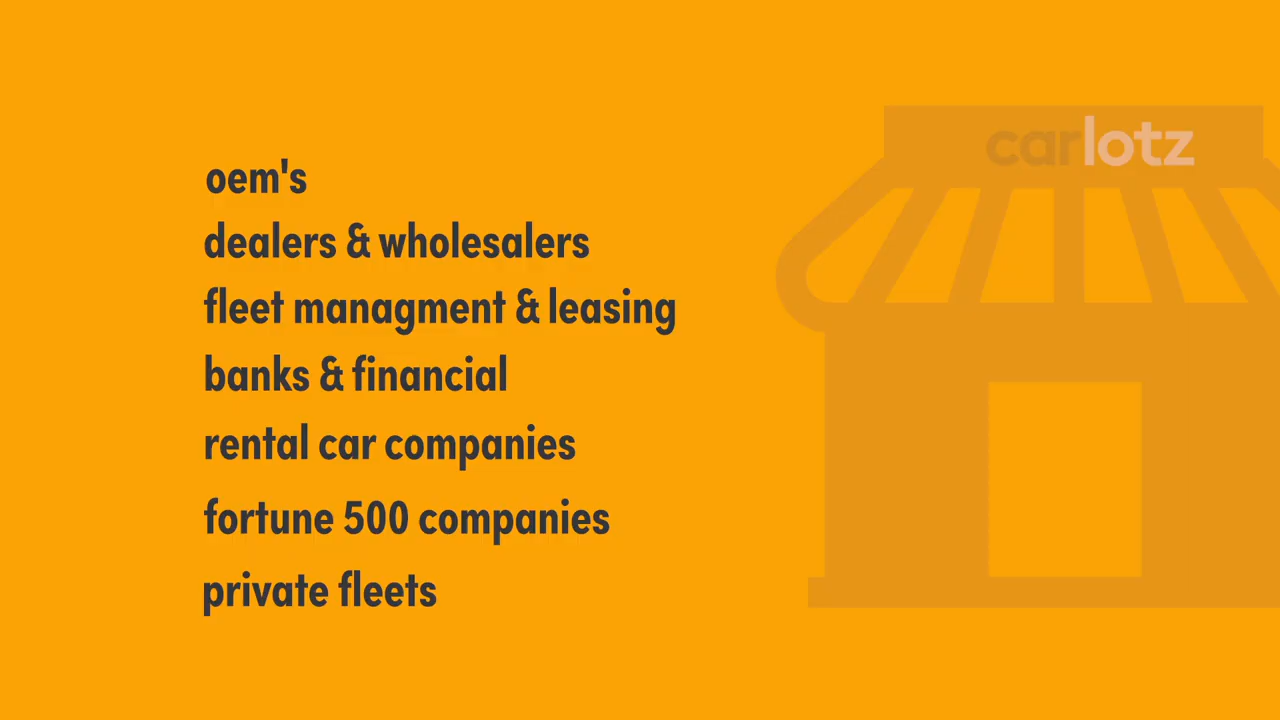 carlotz
oem's
dealers & wholesalers
fleet managment & leasing
banks & financial
rental car companies
fortune 500 companies
private fleets